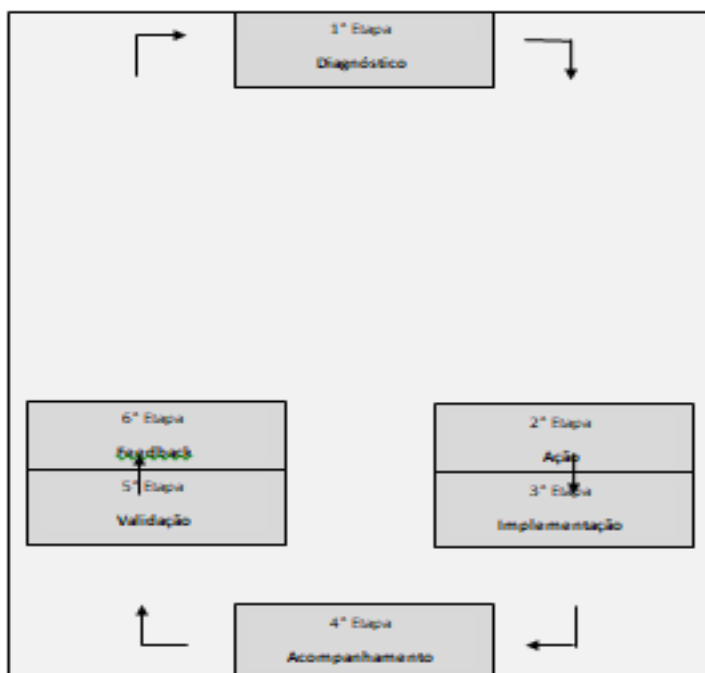 1ª Etapa
Diagnóstico
6ª Etapa
Feedback
2ª Etapa
Ação
5ª Etapa
Validação
3ª Etapa
Implementação
4ª Etapa
Acompanhamento